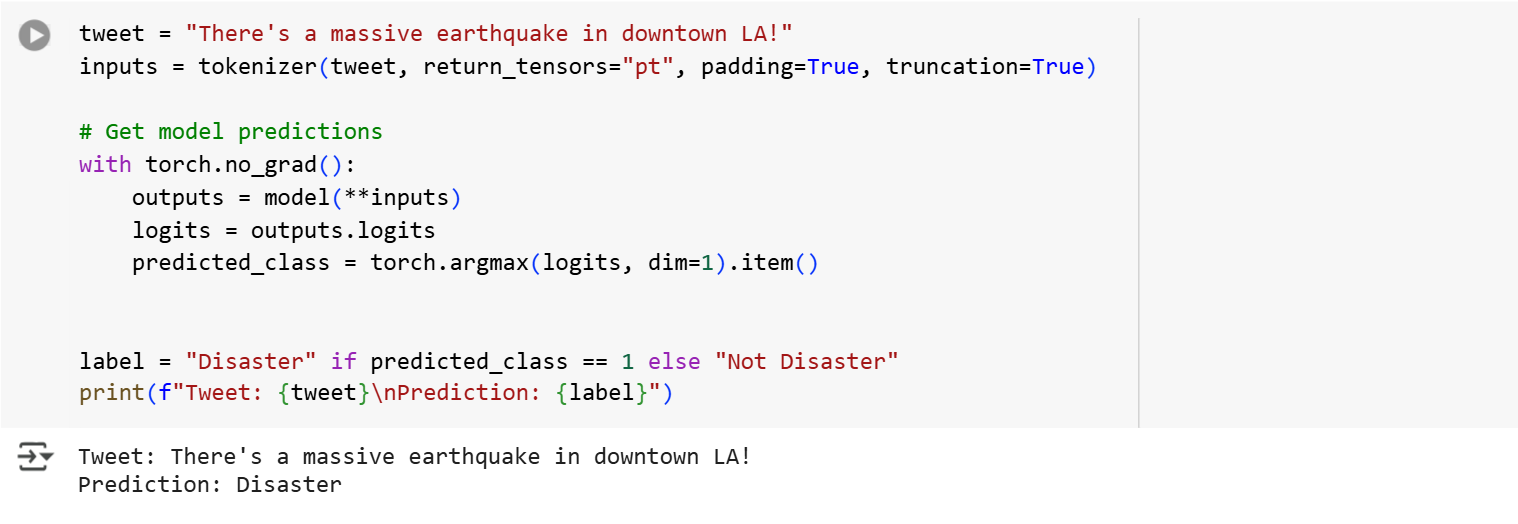 tweet = "There's a massive earthquake in downtown LA!"
inputs = tokenizer(tweet, return_tensors="pt", padding=True, truncation=True)
# Get model predictions
with torch.no_grad():
    outputs = model(**inputs)
    logits = outputs.logits
    predicted_class = torch.argmax(logits, dim=1).item()
label = "Disaster" if predicted_class == 1 else "Not Disaster"
print(f"Tweet: {tweet}\nPrediction: {label}")
Tweet: There's a massive earthquake in downtown LA!
Prediction: Disaster